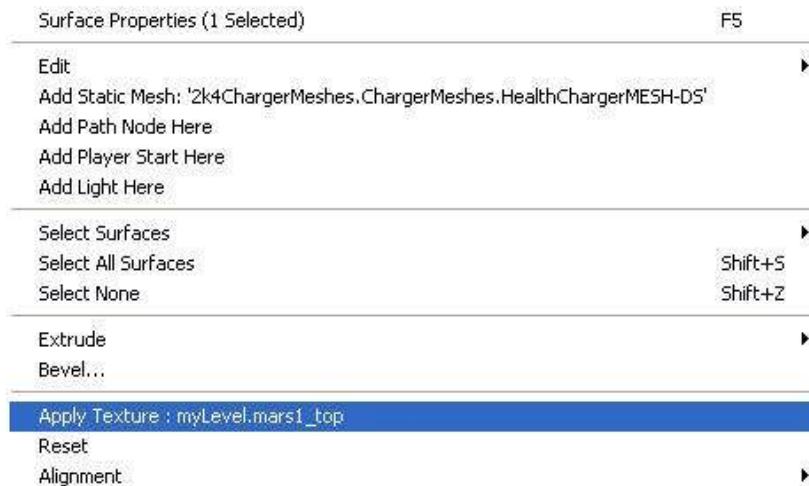 Surface Properties (1 Selected) F5
Edit
Add Static Mesh: '2k4ChargerMeshes.ChargerMeshes.HealthChargerMESH-DS'
Add Path Node Here
Add Player Start Here
Add Light Here
Select Surfaces
Select All Surfaces Shift+S
Select None Shift+Z
Extrude
Bevel...
Apply Texture : myLevel.mars1_top
Reset
Alignment